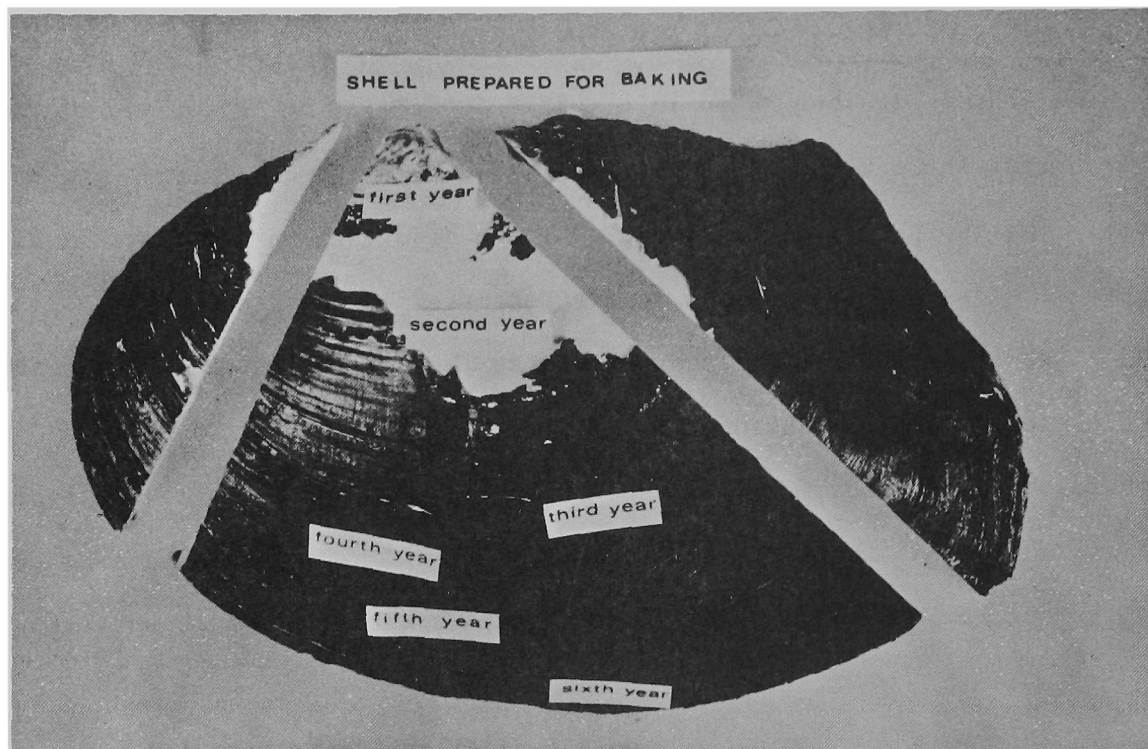 SHELL PREPARED FOR BAKING
first year
second year
third year
fourth year
fifth year
sixth year